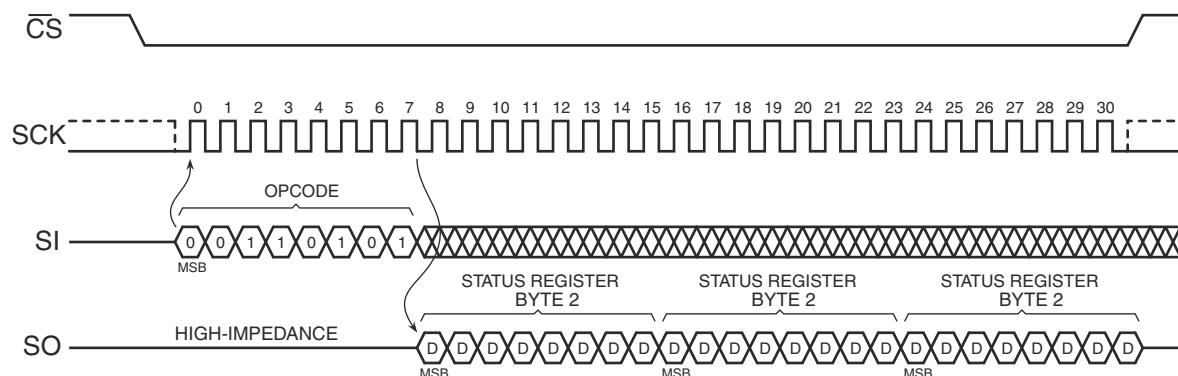 CS
0 1 2 3 4 5 6 7 8 9 10 11 12 13 14 15 16 17 18 19 20 21 22 23 24 25 26 27 28 29 30
SCK
OPCODE
SI 0 0 1 1 0 1 0 1
MSB
STATUS REGISTER BYTE 2
STATUS REGISTER BYTE 2
STATUS REGISTER BYTE 2
HIGH-IMPEDANCE
SO D D D D D D D D D D D D D D D D D D D D D D D D
MSB MSB MSB